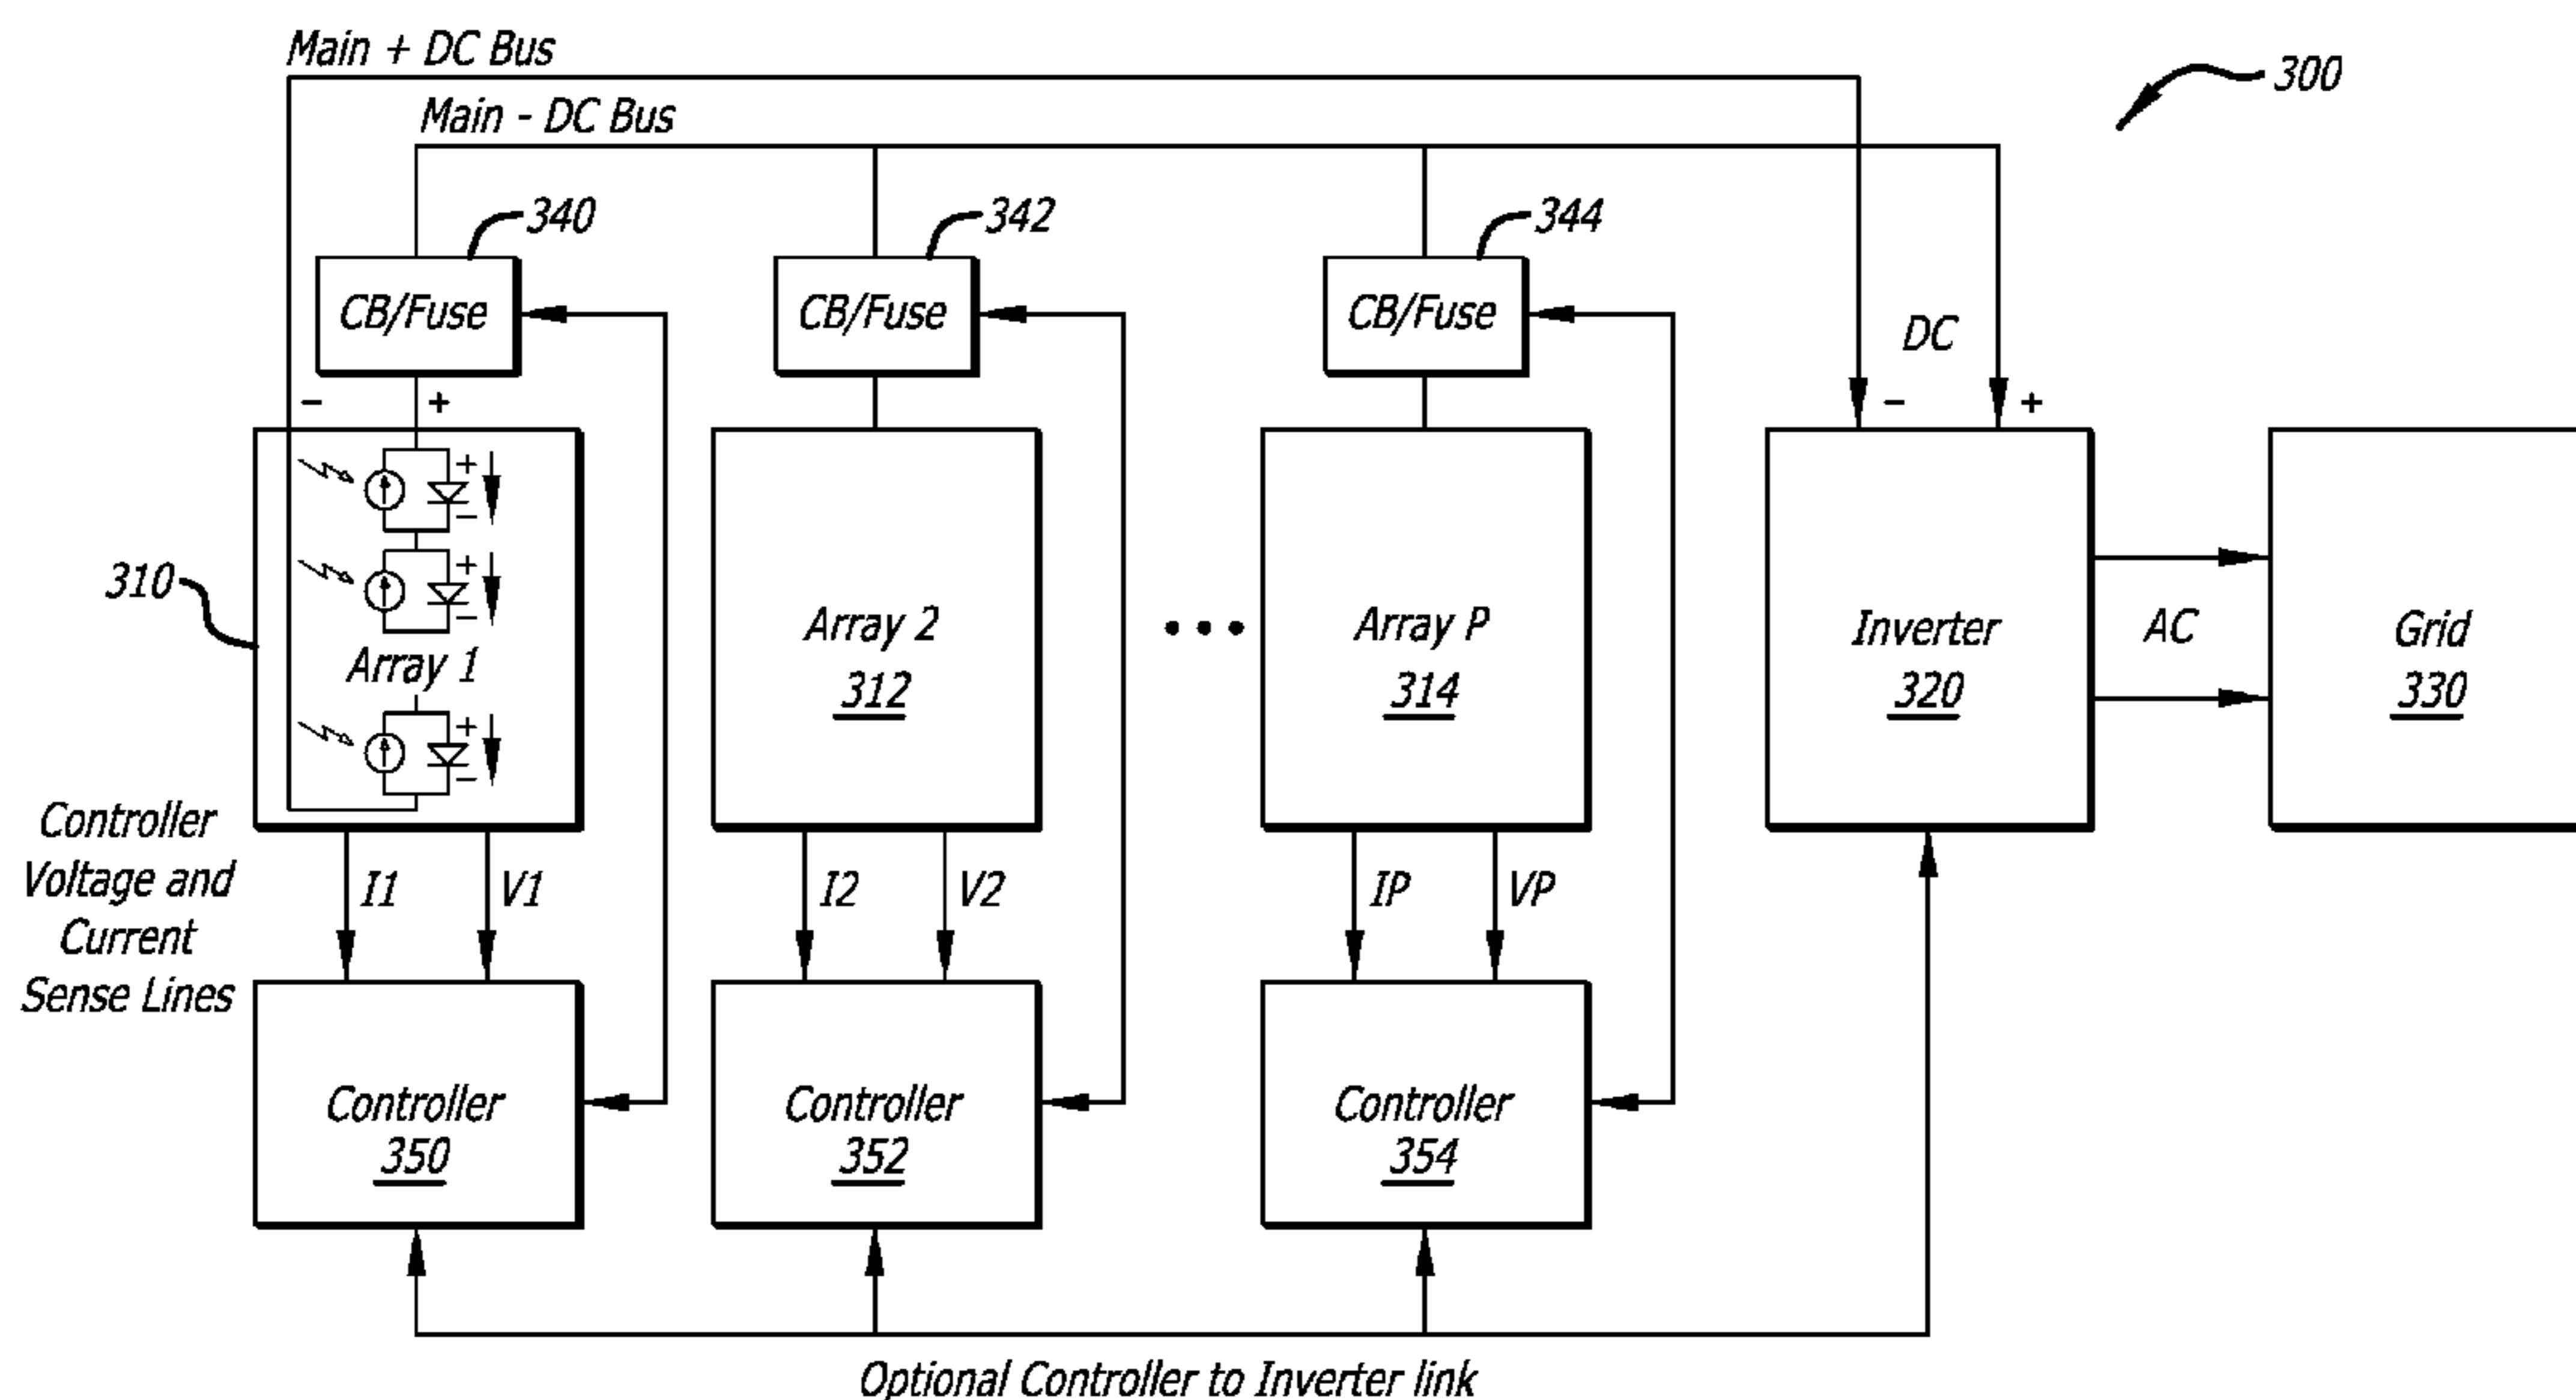 Main + DC Bus
300
Main - DC Bus
340
342
344
CB/Fuse
CB/Fuse
CB/Fuse
DC
- +
- +
+
-
+
-
310
Array 1
+
-
Array 2
312
Array P
314
Inverter
320
AC
Grid
330
Controller
Voltage and
Current
Sense Lines
I1
V1
I2
V2
IP
VP
Controller
350
Controller
352
Controller
354
Optional Controller to Inverter link